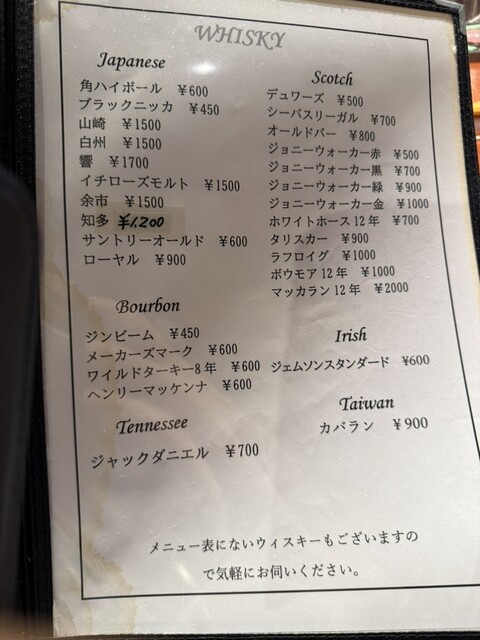 WHISKY
Japanese
角ハイボール ￥600
ブラックニッカ ￥450
山崎 ￥1500
白州 ￥1500
響 ￥1700
イチローズモルト ￥1500
余市 ￥1500
知多 ￥1,200
サントリーオールド ￥600
ローヤル ￥900
Bourbon
ジンビーム ￥450
メーカーズマーク ￥600
ワイルドターキー8年 ￥600
ヘンリーマッケンナ ￥600
Tennessee
ジャックダニエル ￥700
Scotch
デュワーズ ￥500
シーバスリーガル ￥700
オールドパー ￥800
ジョニーウォーカー赤 ￥500
ジョニーウォーカー黒 ￥700
ジョニーウォーカー緑 ￥900
ジョニーウォーカー金 ￥1000
ホワイトホース12年 ￥700
タリスカー ￥900
ラフロイグ ￥1000
ボウモア12年 ￥1000
マッカラン12年 ￥2000
Irish
ジェムソンスタンダード ￥600
Taiwan
カバラン ￥900
メニュー表にないウィスキーもございますの
で気軽にお伺いください。